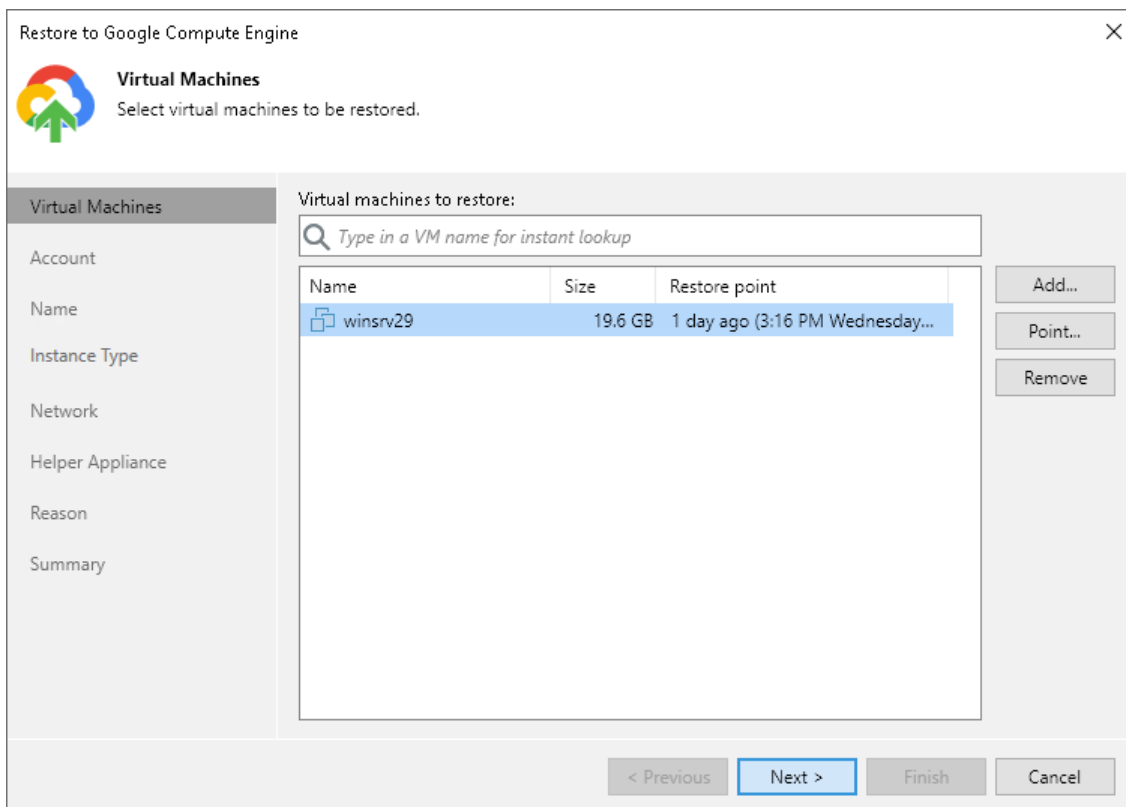 Restore to Google Compute Engine
Virtual Machines
Select virtual machines to be restored.
Virtual Machines
Account
Name
Instance Type
Network
Helper Appliance
Reason
Summary
Virtual machines to restore:
Type in a VM name for instant lookup
Name Size Restore point
winsrv29 19.6 GB 1 day ago (3:16 PM Wednesday...
Add...
Point...
Remove
< Previous Next > Finish Cancel